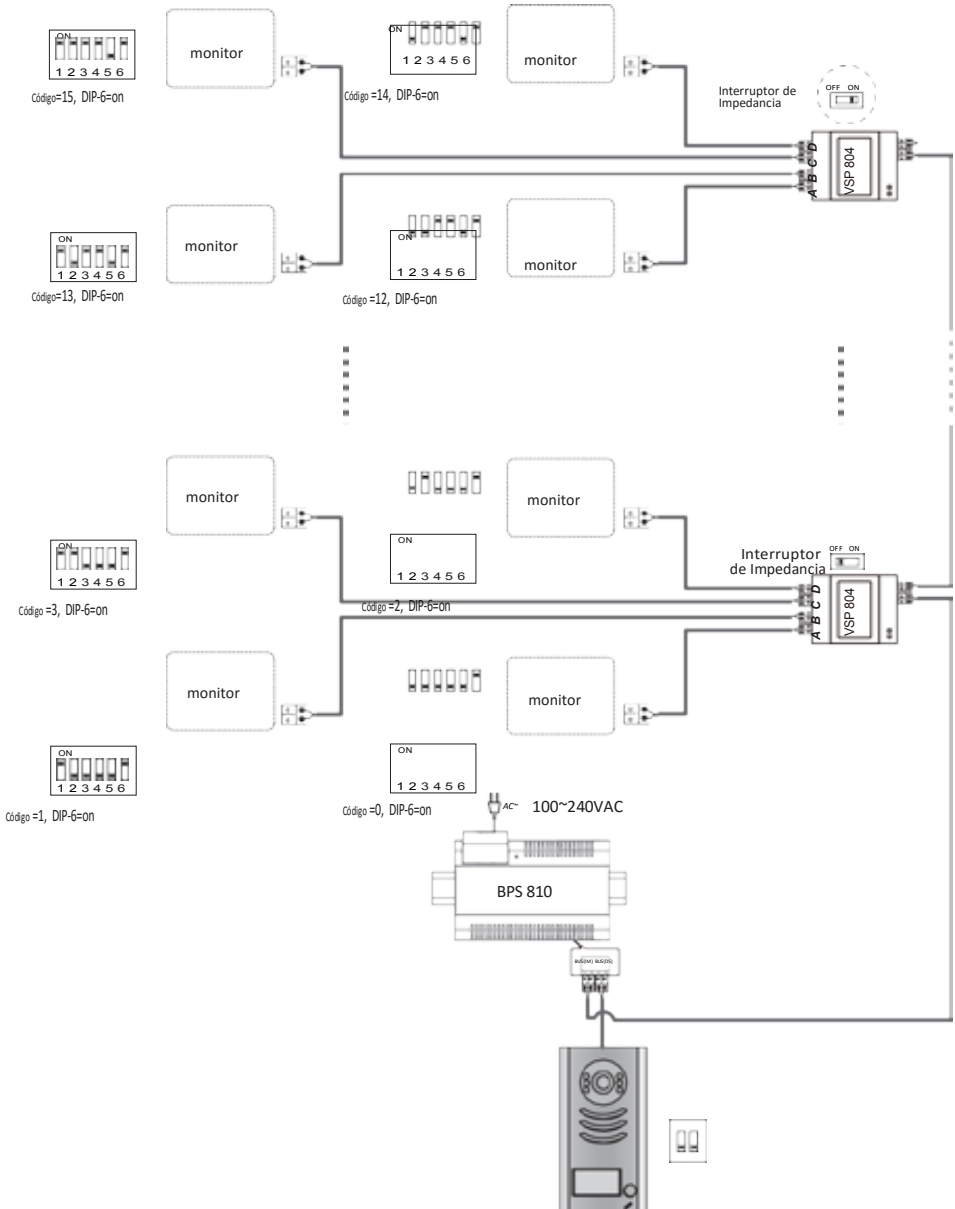 ON
1 2 3 4 5 6
Código=15, DIP-6=on
monitor
ON
1 2 3 4 5 6
Código =14, DIP-6=on
monitor
Interruptor de
Impedancia
OFF ON
A B C D
VSP 804
ON
1 2 3 4 5 6
Código=13, DIP-6=on
monitor
ON
1 2 3 4 5 6
Código =12, DIP-6=on
monitor
monitor
monitor
ON
1 2 3 4 5 6
Código =3, DIP-6=on
ON
1 2 3 4 5 6
Código =2, DIP-6=on
Interruptor
de Impedancia
OFF ON
A B C D
VSP 804
monitor
monitor
ON
1 2 3 4 5 6
Código =1, DIP-6=on
ON
1 2 3 4 5 6
Código =0, DIP-6=on
AC~ 100~240VAC
BPS 810
BUS(IM) BUS(DS)